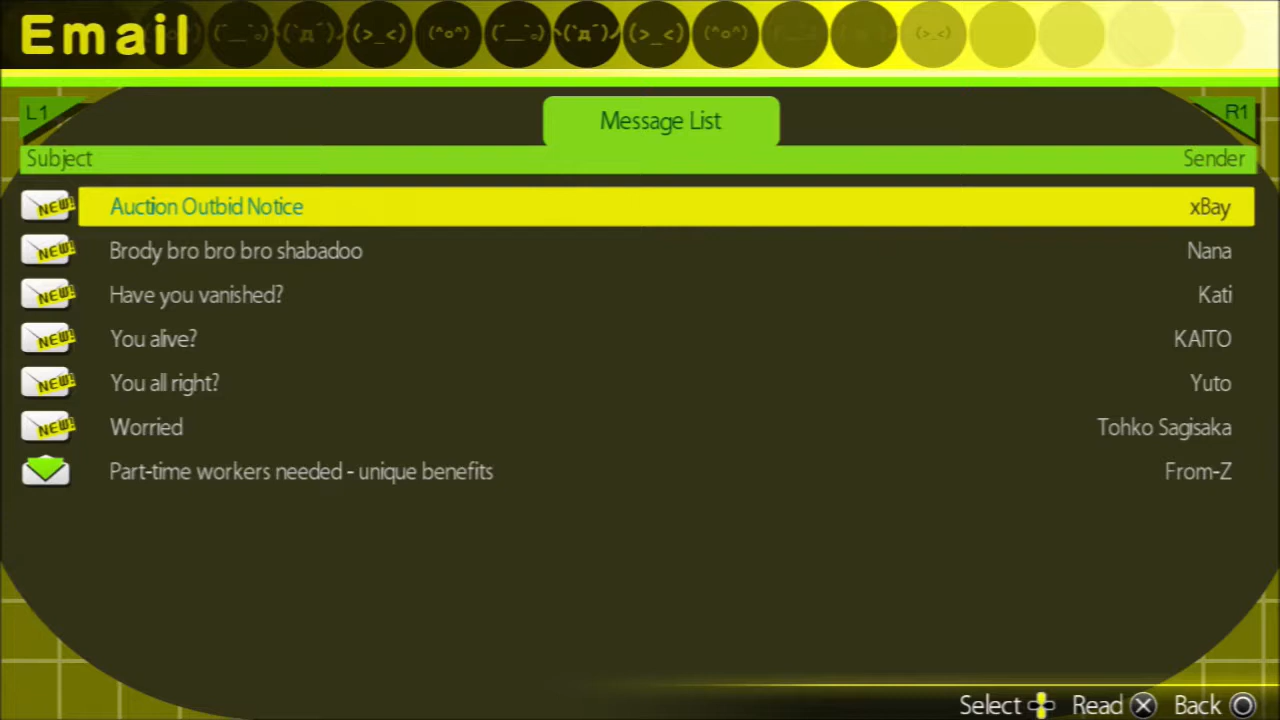 Email
L1
Message List
R1
Subject Sender
NEW! Auction Outbid Notice xBay
NEW! Brody bro bro bro shabadoo Nana
NEW! Have you vanished? Kati
NEW! You alive? KAITO
NEW! You all right? Yuto
NEW! Worried Tohko Sagisaka
Part-time workers needed - unique benefits From-Z
Select Read Back